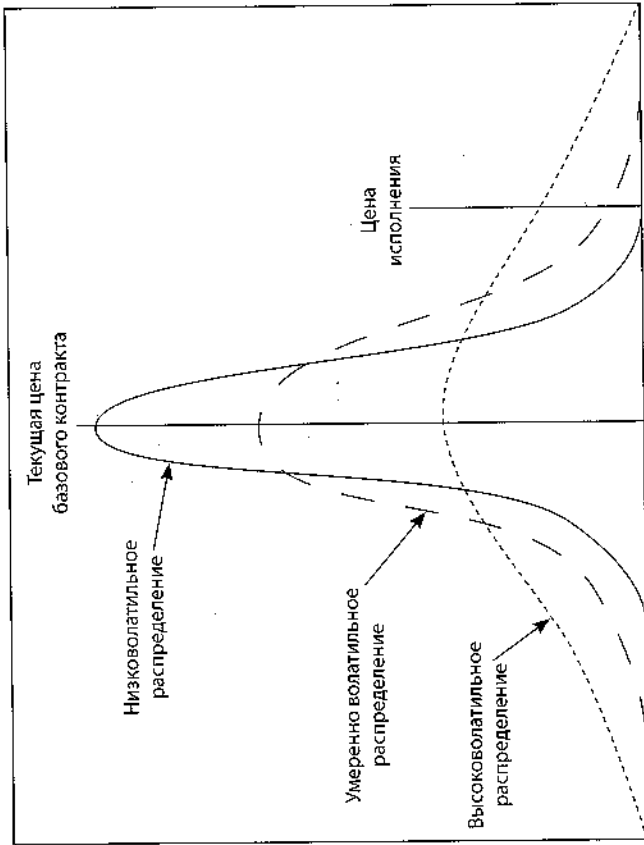 Текущая цена
базового контракта
Низковолатильное
распределение
Умеренно волатильное
распределение
Высоковолатильное
распределение
Цена
исполнения